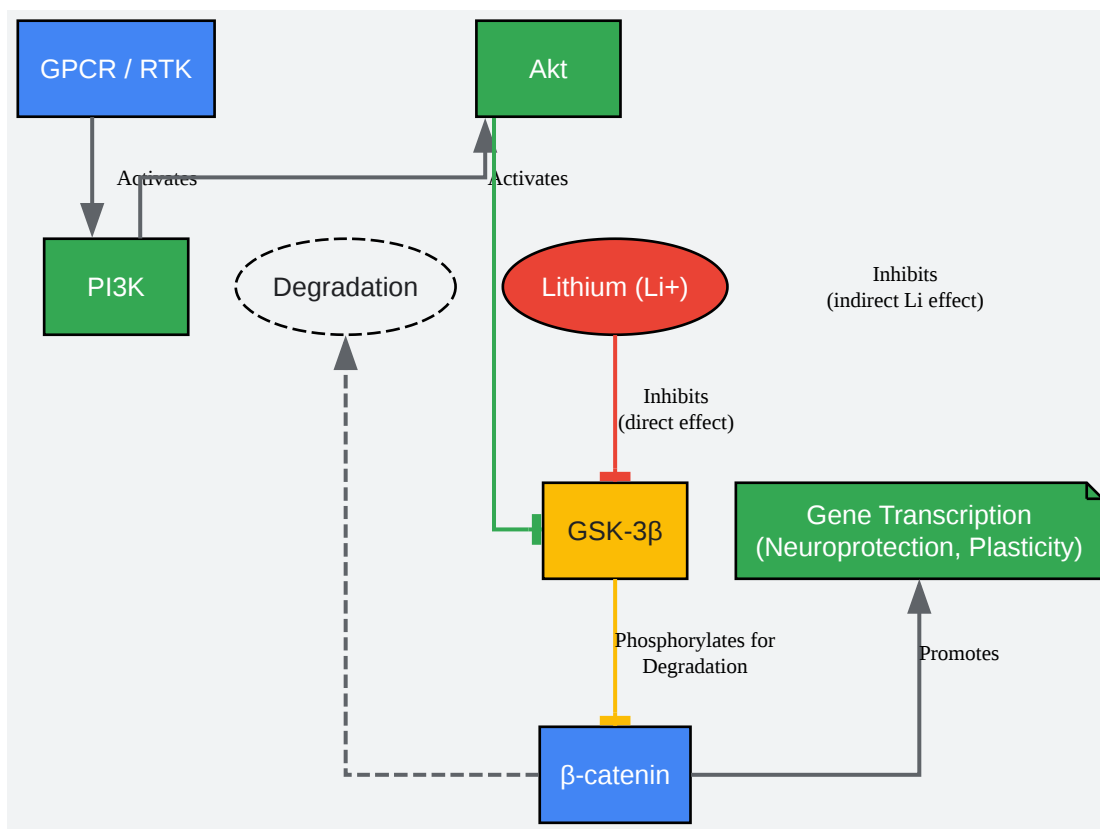 GPCR / RTK
Akt
Activates
Activates
PI3K
Degradation
Lithium (Li+)
Inhibits
(indirect Li effect)
Inhibits
(direct effect)
GSK-3β
Gene Transcription
(Neuroprotection, Plasticity)
Phosphorylates for
Degradation
Promotes
β-catenin